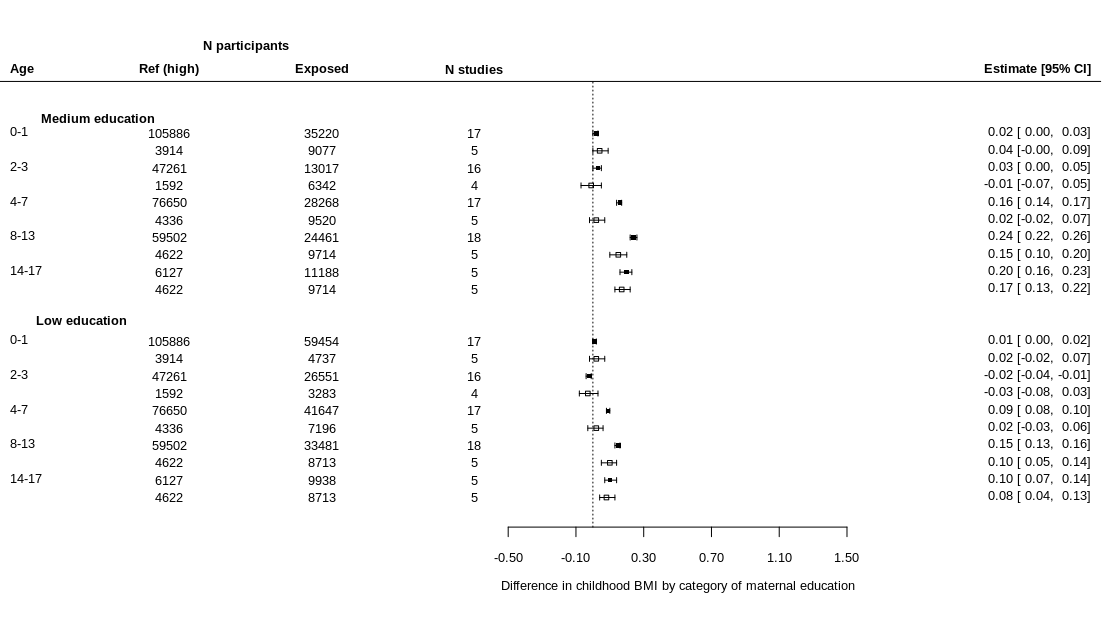 N participants
Age Ref (high) Exposed N studies Estimate [95% CI]
Medium education
0-1 105886 35220 17 0.02 [ 0.00, 0.03]
3914 9077 5 0.04 [-0.00, 0.09]
2-3 47261 13017 16 0.03 [ 0.00, 0.05]
1592 6342 4 -0.01 [-0.07, 0.05]
4-7 76650 28268 17 0.16 [ 0.14, 0.17]
4336 9520 5 0.02 [-0.02, 0.07]
8-13 59502 24461 18 0.24 [ 0.22, 0.26]
4622 9714 5 0.15 [ 0.10, 0.20]
14-17 6127 11188 5 0.20 [ 0.16, 0.23]
4622 9714 5 0.17 [ 0.13, 0.22]
Low education
0-1 105886 59454 17 0.01 [ 0.00, 0.02]
3914 4737 5 0.02 [-0.02, 0.07]
2-3 47261 26551 16 -0.02 [-0.04, -0.01]
1592 3283 4 -0.03 [-0.08, 0.03]
4-7 76650 41647 17 0.09 [ 0.08, 0.10]
4336 7196 5 0.02 [-0.03, 0.06]
8-13 59502 33481 18 0.15 [ 0.13, 0.16]
4622 8713 5 0.10 [ 0.05, 0.14]
14-17 6127 9938 5 0.10 [ 0.07, 0.14]
4622 8713 5 0.08 [ 0.04, 0.13]
-0.50 -0.10 0.30 0.70 1.10 1.50
Difference in childhood BMI by category of maternal education